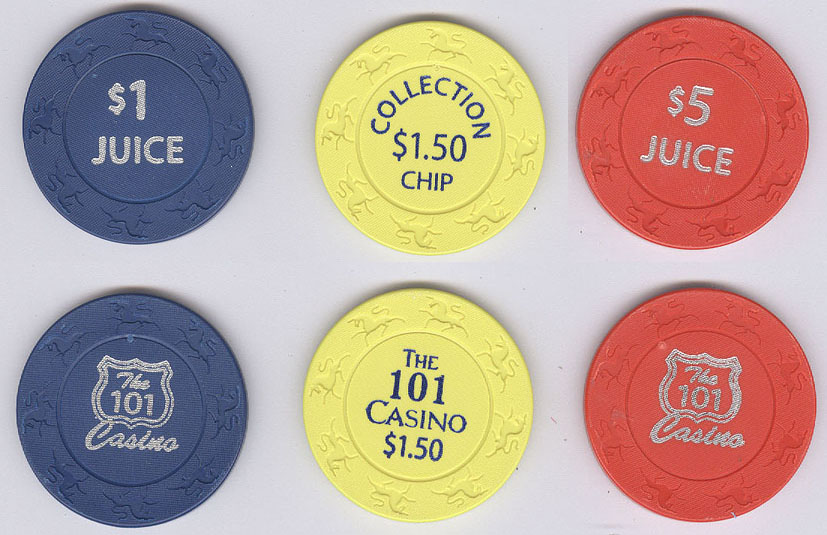 $1
JUICE
COLLECTION
$1.50
CHIP
$5
JUICE
The
101
Casino
THE
101
CASINO
$1.50
The
101
Casino